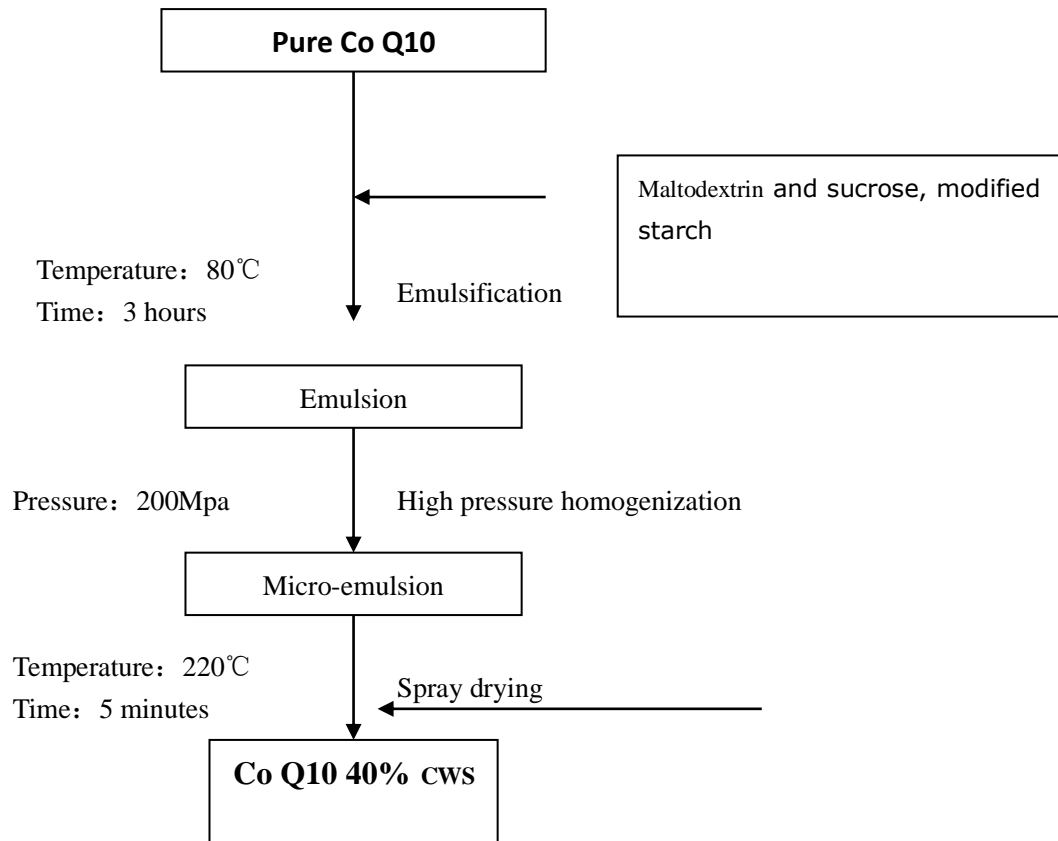 Pure Co Q10
Maltodextrin and sucrose, modified
starch
Temperature：80℃
Time：3 hours
Emulsification
Emulsion
Pressure：200Mpa
High pressure homogenization
Micro-emulsion
Temperature：220℃
Time：5 minutes
Spray drying
Co Q10 40% CWS